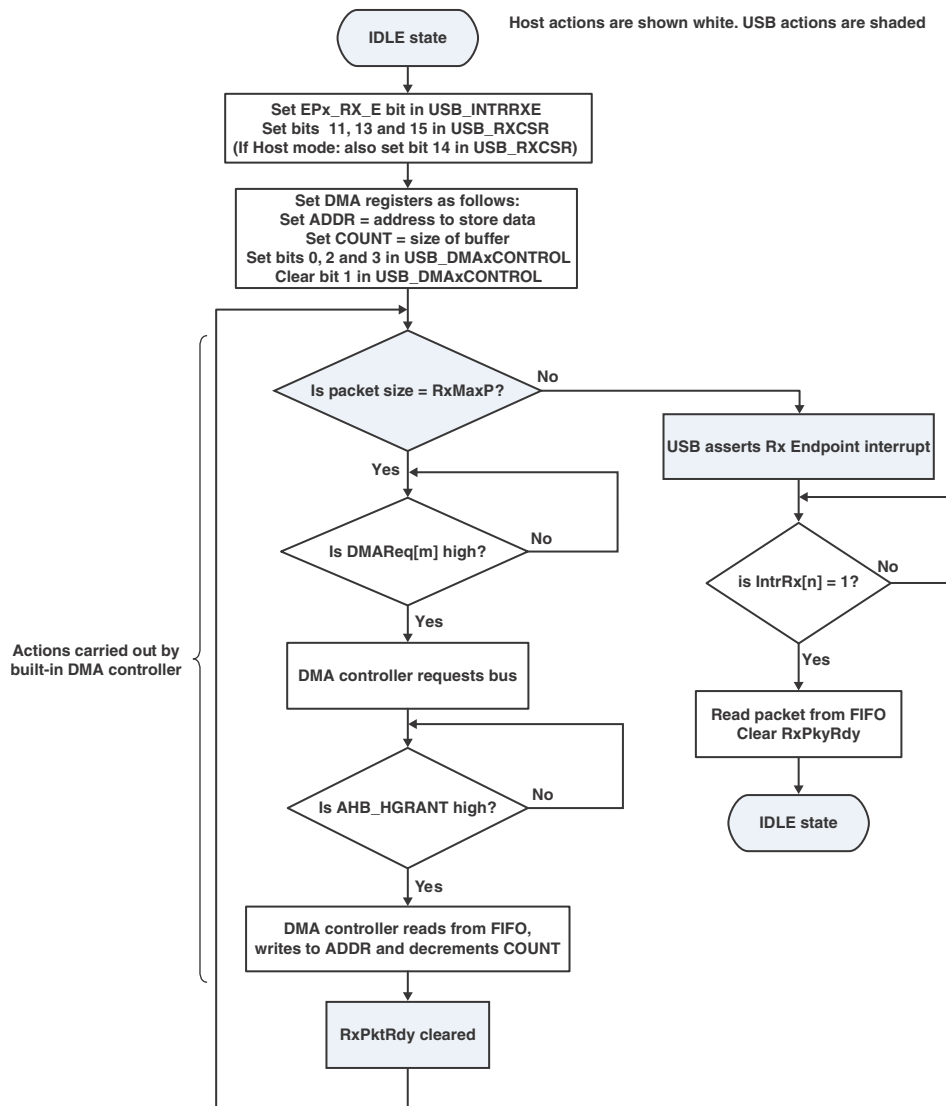 Host actions are shown white. USB actions are shaded
IDLE state
Set EPx_RX_E bit in USB_INTRRXE
Set bits 11, 13 and 15 in USB_RXCSR
(If Host mode: also set bit 14 in USB_RXCSR)
Set DMA registers as follows:
Set ADDR = address to store data
Set COUNT = size of buffer
Set bits 0, 2 and 3 in USB_DMAxCONTROL
Clear bit 1 in USB_DMAxCONTROL
Is packet size = RxMaxP?
No
Yes
USB asserts Rx Endpoint interrupt
Is DMAReq[m] high?
No
Yes
is IntrRx[n] = 1?
No
Yes
Actions carried out by
built-in DMA controller
DMA controller requests bus
Read packet from FIFO
Clear RxPkyRdy
Is AHB_HGRANT high?
No
Yes
IDLE state
DMA controller reads from FIFO,
writes to ADDR and decrements COUNT
RxPktRdy cleared